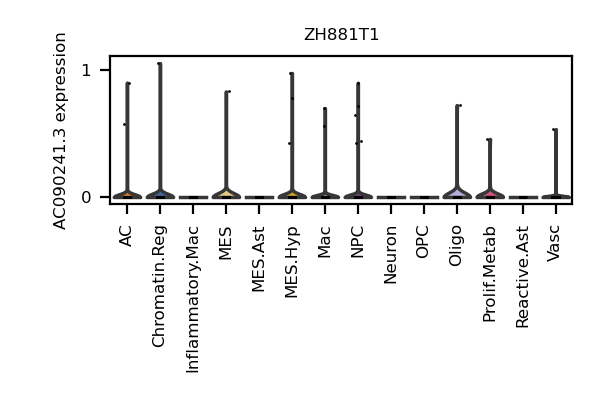 ZH881T1
AC090241.3 expression
1
0
AC
Chromatin.Reg
Inflammatory.Mac
MES
MES.Ast
MES.Hyp
Mac
NPC
Neuron
OPC
Oligo
Prolif.Metab
Reactive.Ast
Vasc